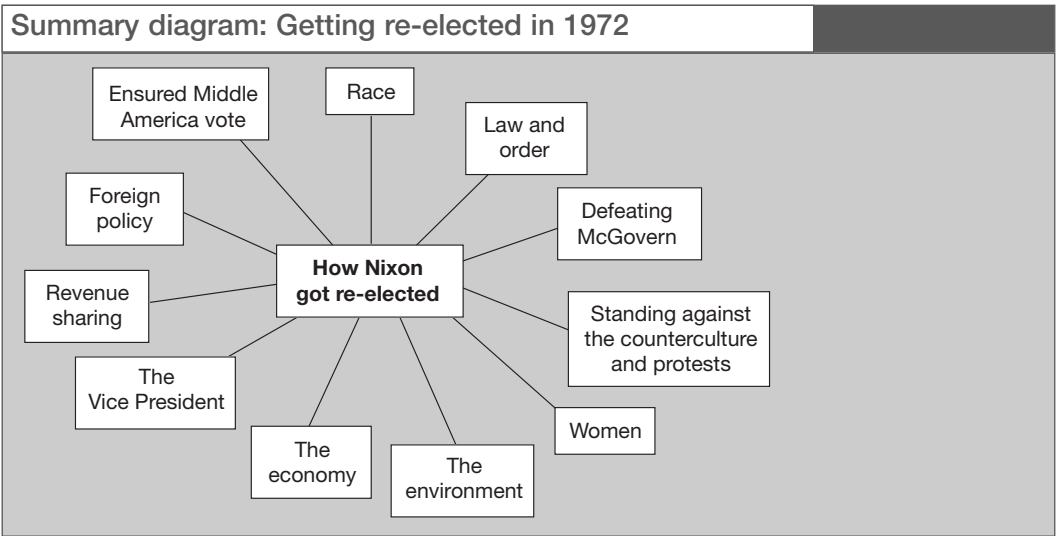 Summary diagram: Getting re-elected in 1972
Ensured Middle
America vote
Race
Law and
order
Foreign
policy
Defeating
McGovern
How Nixon
got re-elected
Revenue
sharing
Standing against
the counterculture
and protests
The
Vice President
Women
The
economy
The
environment